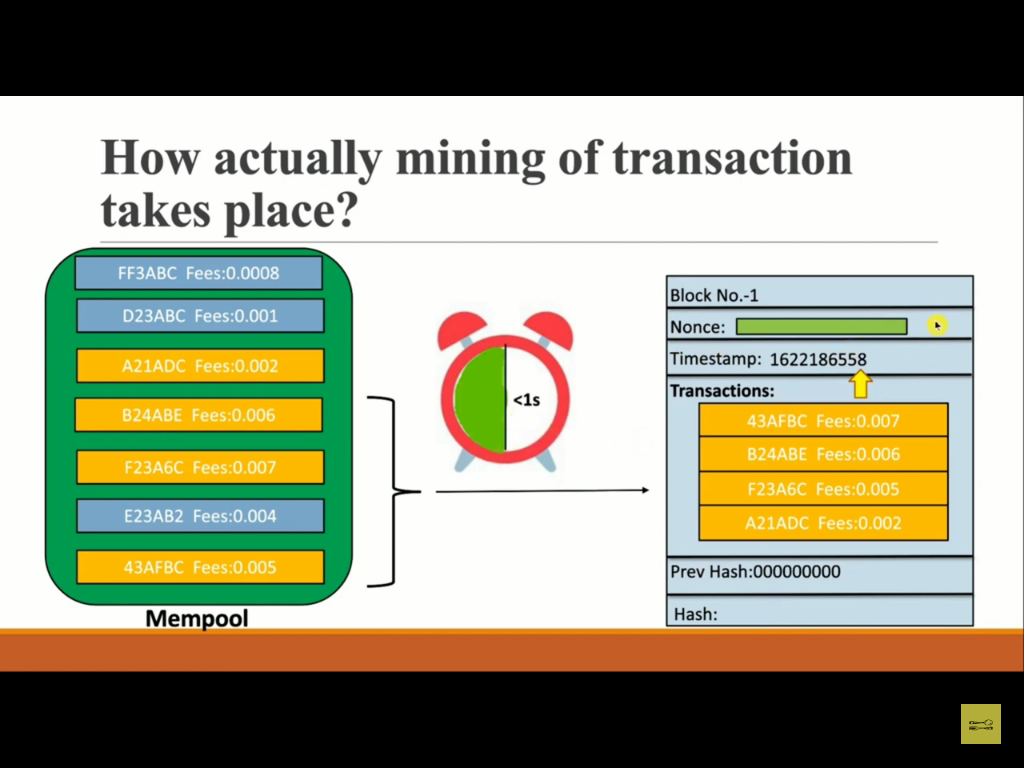 How actually mining of transaction
takes place?
FF3ABC Fees:0.0008
D23ABC Fees:0.001
A21ADC Fees:0.002
B24ABE Fees:0.006
F23A6C Fees:0.007
E23AB2 Fees:0.004
43AFBC Fees:0.005
Mempool
<1s
Block No.-1
Nonce:
Timestamp: 1622186558
Transactions:
43AFBC Fees:0.007
B24ABE Fees:0.006
F23A6C Fees:0.005
A21ADC Fees:0.002
Prev Hash:000000000
Hash: